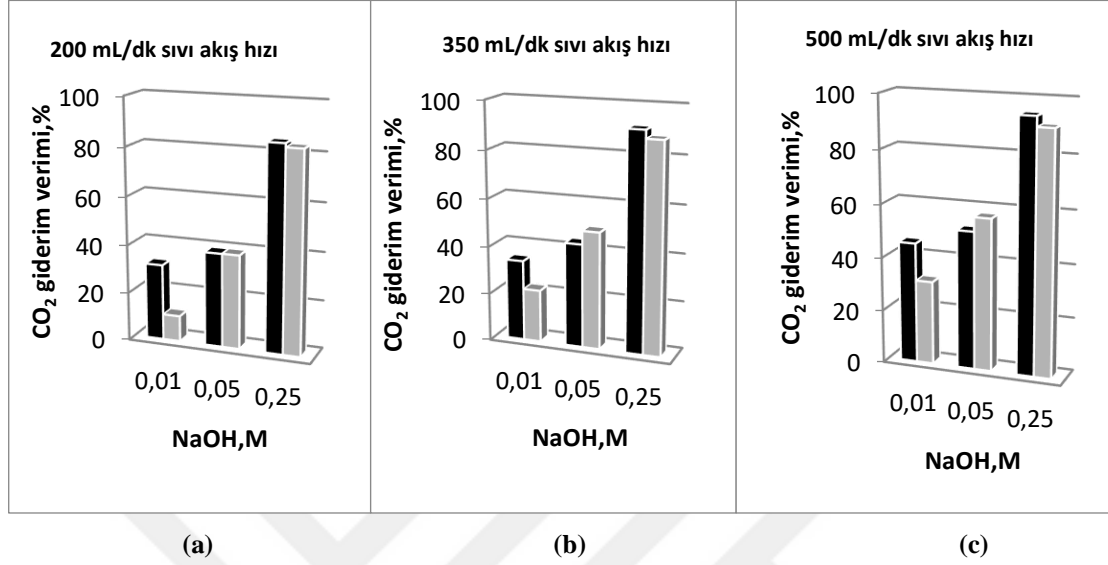 200 mL/dk sıvı akış hızı
CO2 giderim verimi,%
100
80
60
40
20
0
0,01 0,05 0,25
NaOH,M
(a)
350 mL/dk sıvı akış hızı
CO2 giderim verimi,%
100
80
60
40
20
0
0,01 0,05 0,25
NaOH,M
(b)
500 mL/dk sıvı akış hızı
CO2 giderim verimi,%
100
80
60
40
20
0
0,01 0,05 0,25
NaOH,M
(c)